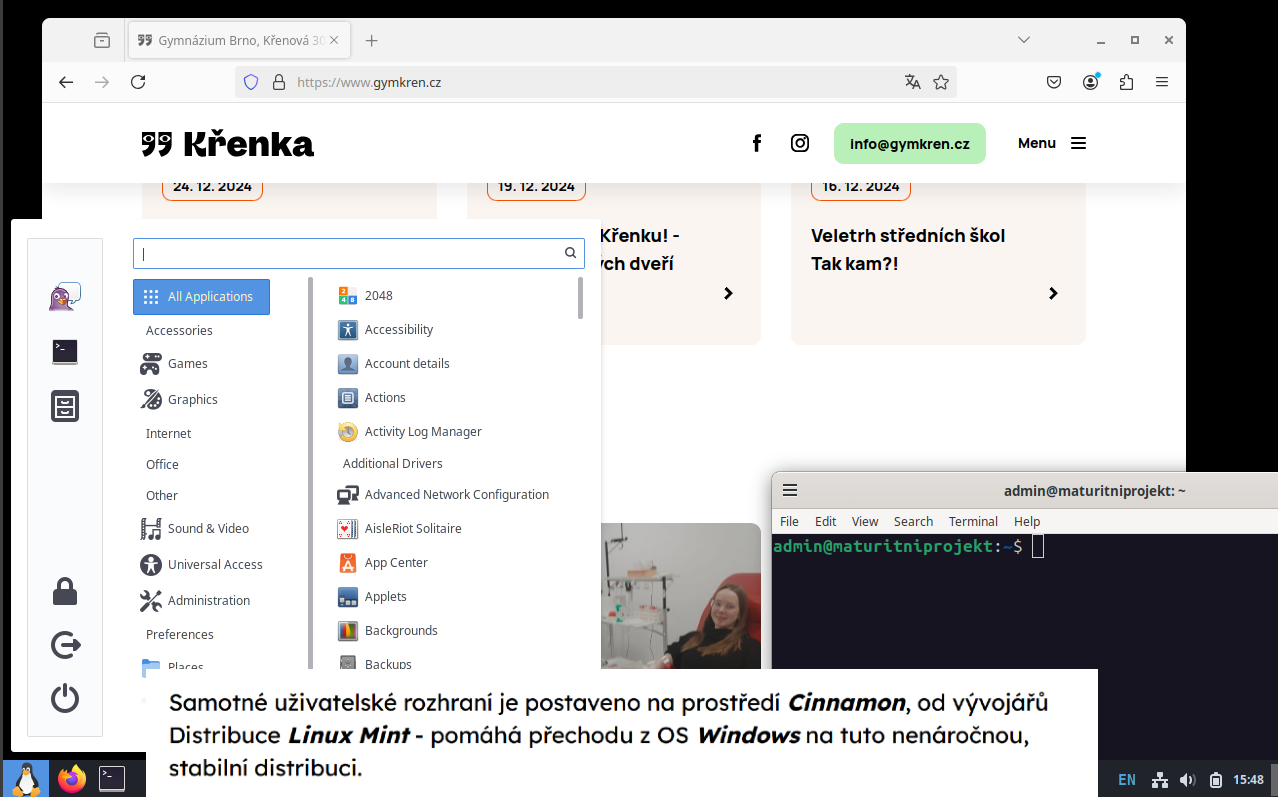 Gymnázium Brno, Křenová 30
https://www.gymkren.cz
Křenka
info@gymkren.cz
Menu
24. 12. 2024
19. 12. 2024
16. 12. 2024
Křenku! -
ých dveří
Veletrh středních škol
Tak kam?!
All Applications
Accessories
Games
Graphics
Internet
Office
Other
Sound & Video
Universal Access
Administration
Preferences
Places
2048
Accessibility
Account details
Actions
Activity Log Manager
Additional Drivers
Advanced Network Configuration
AisleRiot Solitaire
App Center
Applets
Backgrounds
Backups
admin@maturitniprojekt: ~
File Edit View Search Terminal Help
admin@maturitniprojekt:~$
Samotné uživatelské rozhraní je postaveno na prostředí Cinnamon, od vývojářů
Distribuce Linux Mint - pomáhá přechodu z OS Windows na tuto nenáročnou,
stabilní distribuci.
EN
15:48